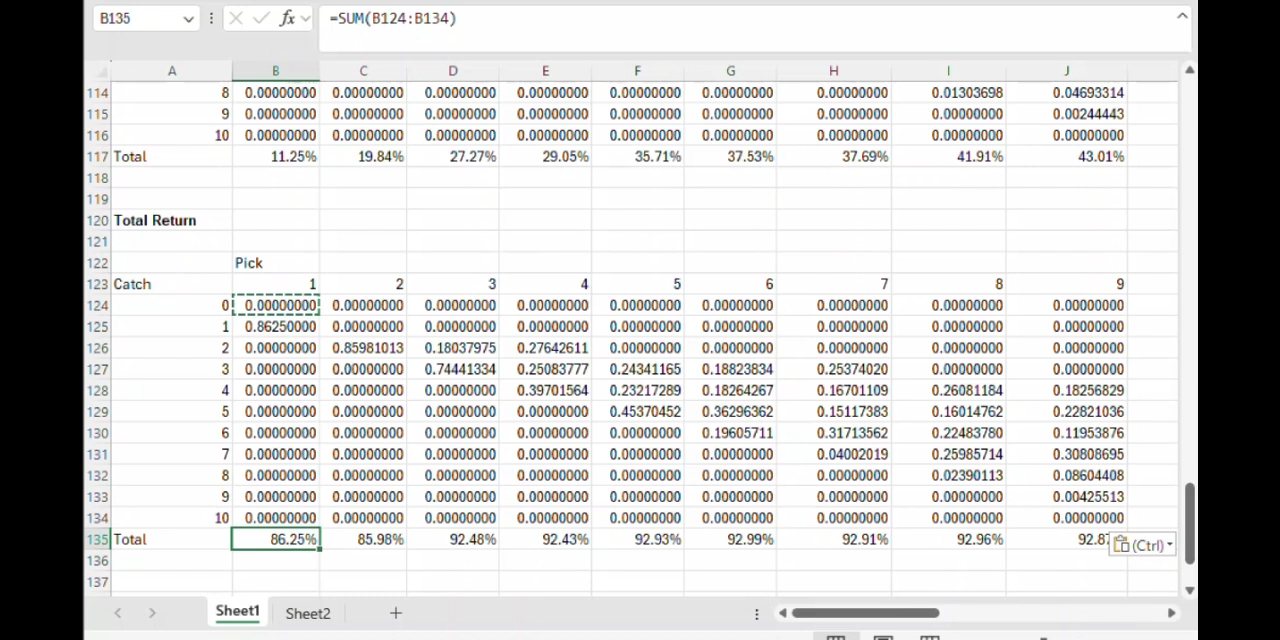 B135 fx =SUM(B124:B134)
A B C D E F G H I J
114 8 0.00000000 0.00000000 0.00000000 0.00000000 0.00000000 0.00000000 0.00000000 0.01303698 0.04693314
115 9 0.00000000 0.00000000 0.00000000 0.00000000 0.00000000 0.00000000 0.00000000 0.00000000 0.00244443
116 10 0.00000000 0.00000000 0.00000000 0.00000000 0.00000000 0.00000000 0.00000000 0.00000000 0.00000000
117 Total 11.25% 19.84% 27.27% 29.05% 35.71% 37.53% 37.69% 41.91% 43.01%
118
119
120 Total Return
121
122 Pick
123 Catch 1 2 3 4 5 6 7 8 9
124 0 0.00000000 0.00000000 0.00000000 0.00000000 0.00000000 0.00000000 0.00000000 0.00000000 0.00000000
125 1 0.86250000 0.00000000 0.00000000 0.00000000 0.00000000 0.00000000 0.00000000 0.00000000 0.00000000
126 2 0.00000000 0.85981013 0.18037975 0.27642611 0.00000000 0.00000000 0.00000000 0.00000000 0.00000000
127 3 0.00000000 0.00000000 0.74441334 0.25083777 0.24341165 0.18823834 0.25374020 0.00000000 0.00000000
128 4 0.00000000 0.00000000 0.00000000 0.39701564 0.23217289 0.18264267 0.16701109 0.26081184 0.18256829
129 5 0.00000000 0.00000000 0.00000000 0.00000000 0.45370452 0.36296362 0.15117383 0.16014762 0.22821036
130 6 0.00000000 0.00000000 0.00000000 0.00000000 0.00000000 0.19605711 0.31713562 0.22483780 0.11953876
131 7 0.00000000 0.00000000 0.00000000 0.00000000 0.00000000 0.00000000 0.04002019 0.25985714 0.30808695
132 8 0.00000000 0.00000000 0.00000000 0.00000000 0.00000000 0.00000000 0.00000000 0.02390113 0.08604408
133 9 0.00000000 0.00000000 0.00000000 0.00000000 0.00000000 0.00000000 0.00000000 0.00000000 0.00425513
134 10 0.00000000 0.00000000 0.00000000 0.00000000 0.00000000 0.00000000 0.00000000 0.00000000 0.00000000
135 Total 86.25% 85.98% 92.48% 92.43% 92.93% 92.99% 92.91% 92.96% 92.8
(Ctrl)
136
137
Sheet1 Sheet2